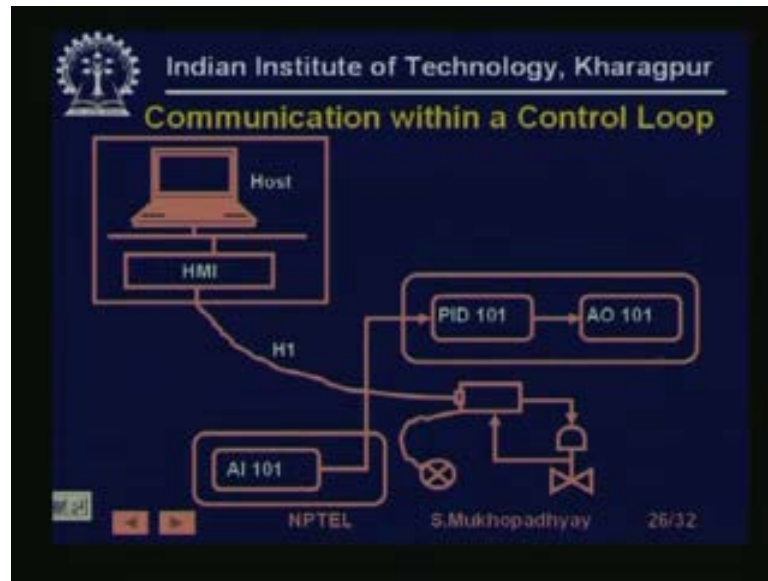 Indian Institute of Technology, Kharagpur
Communication within a Control Loop
Host
HMI
PID 101
AO 101
H1
AI 101
NPTEL
S.Mukhopadhyay
26/32